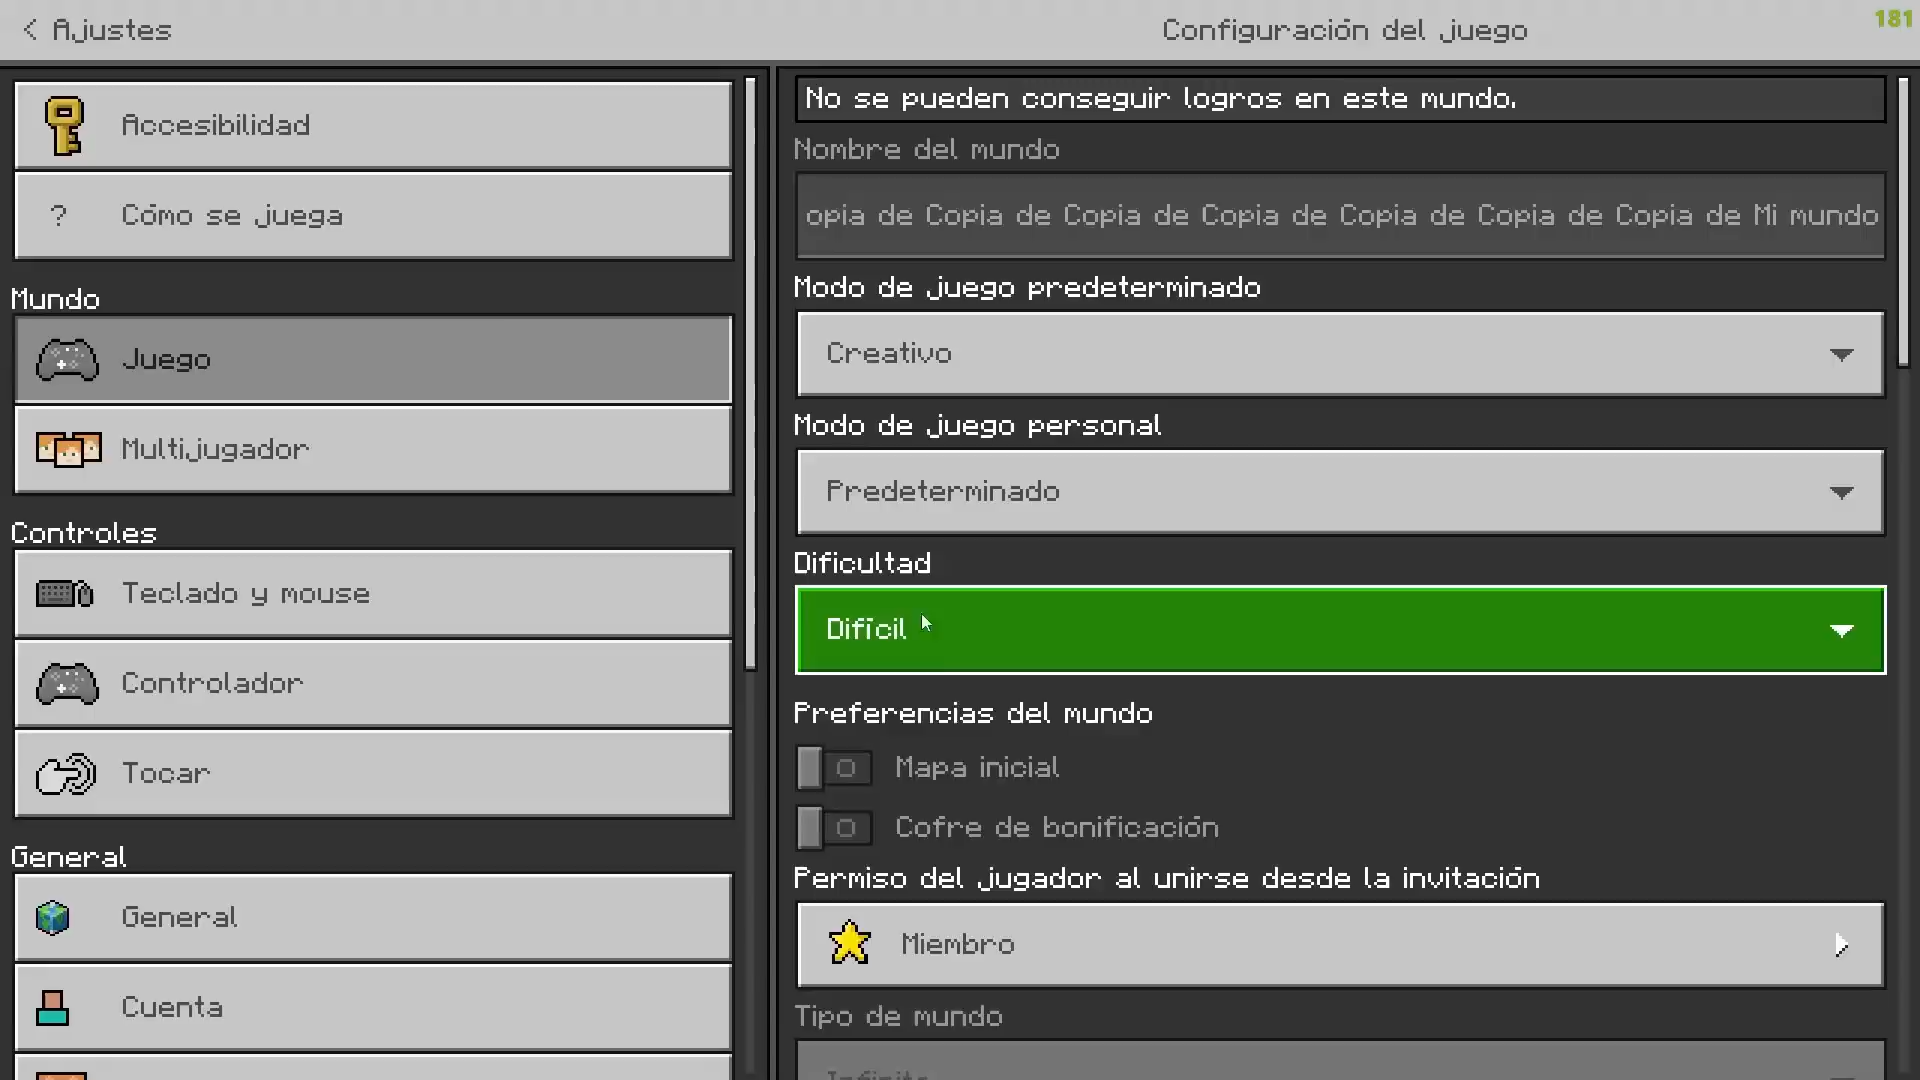 Ajustes
Configuración del juego
181
Accesibilidad
? Cómo se juega
Mundo
Juego
Multijugador
Controles
Teclado y mouse
Controlador
Tocar
General
General
Cuenta
No se pueden conseguir logros en este mundo.
Nombre del mundo
opia de Copia de Copia de Copia de Copia de Copia de Copia de Mi mundo
Modo de juego predeterminado
Creativo
Modo de juego personal
Predeterminado
Dificultad
Difícil
Preferencias del mundo
Mapa inicial
Cofre de bonificación
Permiso del jugador al unirse desde la invitación
Miembro
Tipo de mundo